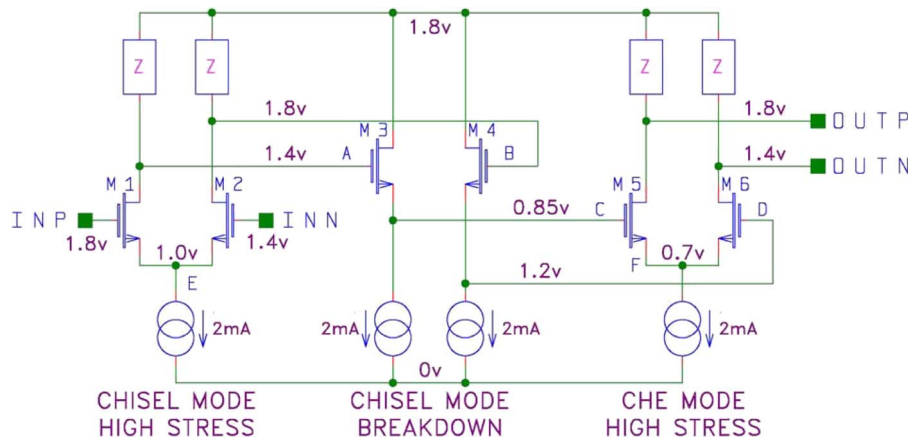 1.8v
Z Z Z Z
1.8v M3 M4 1.8v OUTP
A B
1.4v 1.4v OUTN
M1 M2 M5 M6
INP INN 0.85v C D
1.8v 1.0v 1.4v F 0.7v
E 1.2v
2mA 2mA 2mA 2mA
0v
CHISEL MODE CHISEL MODE CHE MODE
HIGH STRESS BREAKDOWN HIGH STRESS